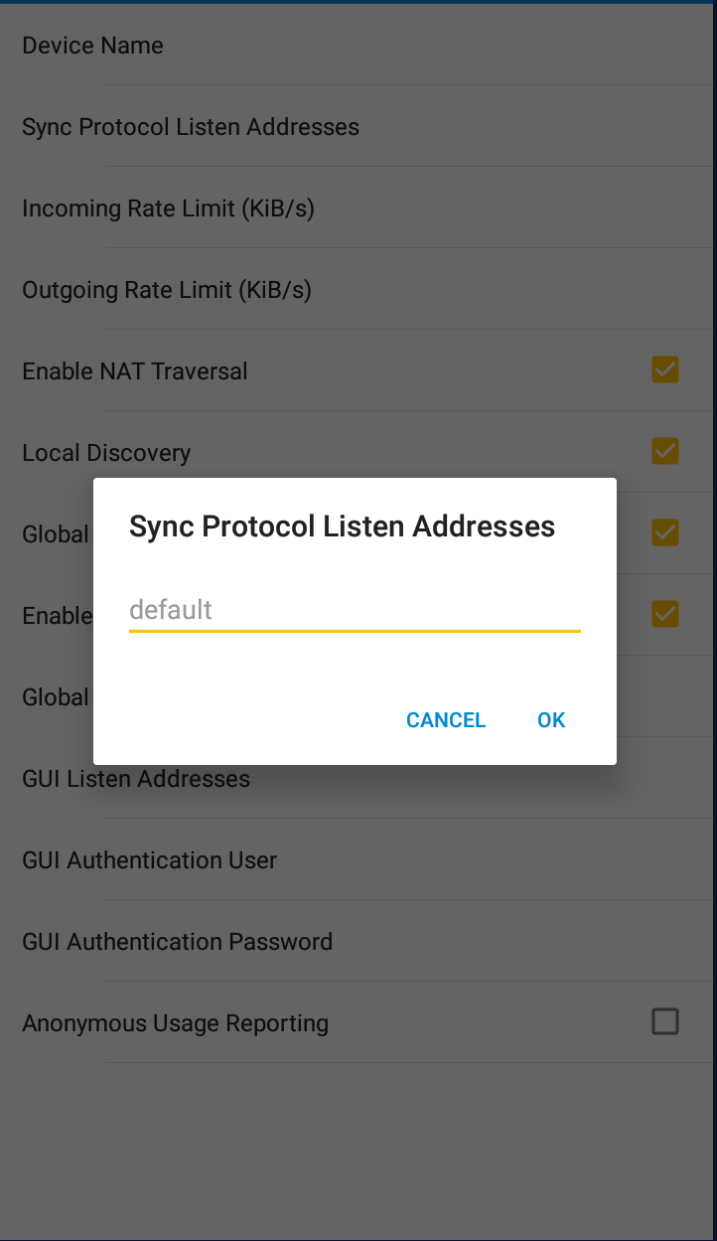 Device Name
Sync Protocol Listen Addresses
Incoming Rate Limit (KiB/s)
Outgoing Rate Limit (KiB/s)
Enable NAT Traversal
Local Discovery
Global
Enable
Global
Sync Protocol Listen Addresses
default
CANCEL OK
GUI Listen Addresses
GUI Authentication User
GUI Authentication Password
Anonymous Usage Reporting